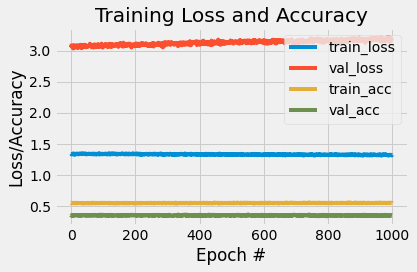 Training Loss and Accuracy
3.0
2.5
2.0
1.5
1.0
0.5
Loss/Accuracy
train_loss
val_loss
train_acc
val_acc
0 200 400 600 800 1000
Epoch #